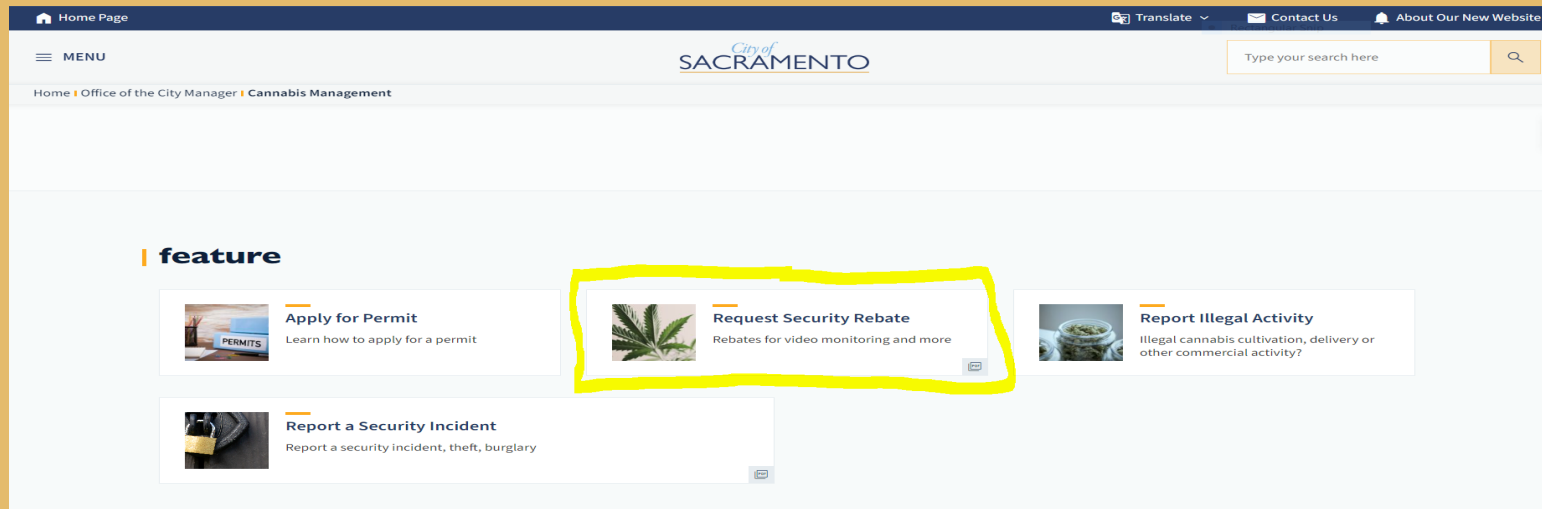 Home Page
Translate
Contact Us
About Our New Website
MENU
City of
SACRAMENTO
Type your search here
Home Office of the City Manager Cannabis Management
feature
Apply for Permit
Learn how to apply for a permit
PERMITS
Request Security Rebate
Rebates for video monitoring and more
PDF
Report Illegal Activity
Illegal cannabis cultivation, delivery or
other commercial activity?
Report a Security Incident
Report a security incident, theft, burglary
PDF